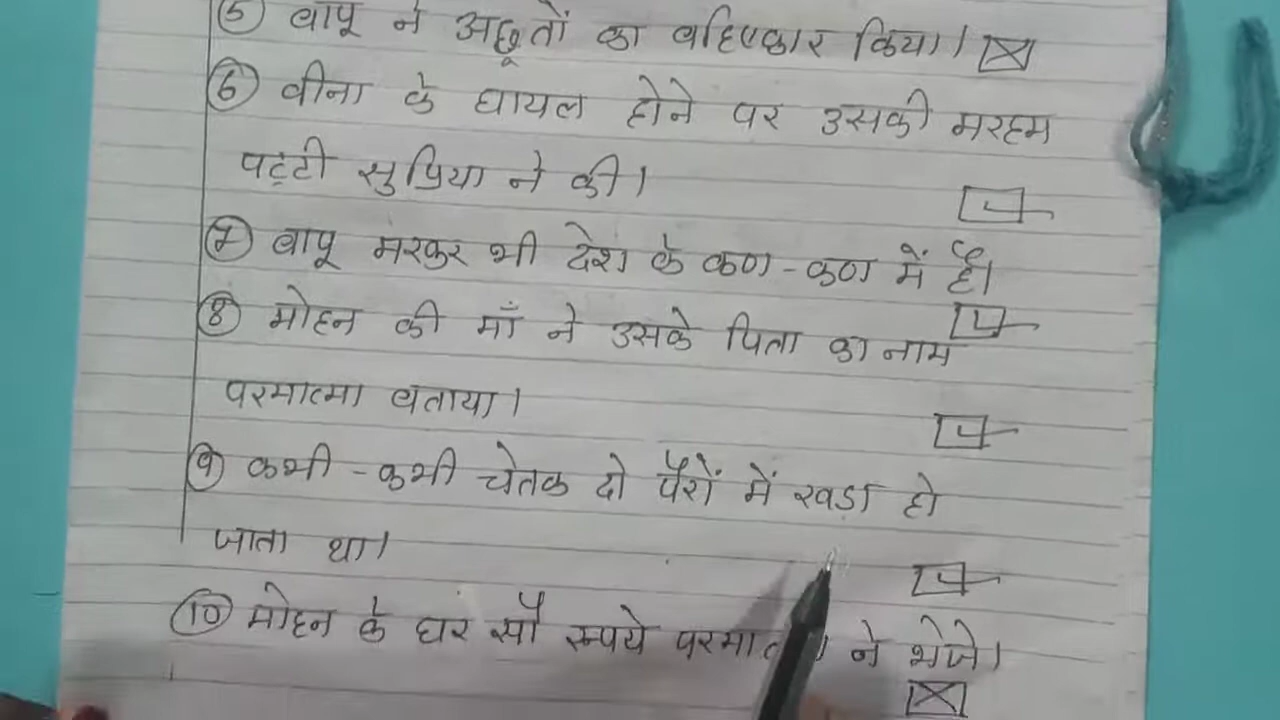 ⑤ बापू ने अछूतों का बहिष्कार किया। ☒
⑥ वीना के घायल होने पर उसकी मरहम
पट्टी सुप्रिया ने की।
⑦ बापू मरकर भी देश के कण-कण में है।
⑧ मोहन की माँ ने उसके पिता का नाम
परमात्मा बताया।
⑨ कभी-कभी चेतक दो पैरों में खड़ा हो
जाता था।
⑩ मोहन के घर सौ रूपये ने भेजे।